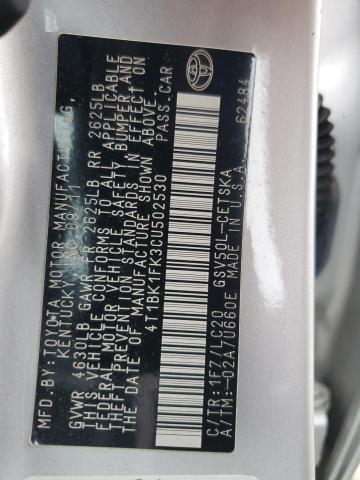 MFD.BY:TOYOTA MOTOR MANUFACTURING,
KENTUCKY, INC 09/11
GVWR 4630LB GAWR FR 2625LB RR 2625LB
THIS VEHICLE CONFORMS TO ALL APPLICABLE
FEDERAL MOTOR VEHICLE SAFETY, BUMPER, AND
THEFT PREVENTION STANDARDS IN EFFECT ON
THE DATE OF MANUFACTURE SHOWN ABOVE.
4T1BK1FK3CU502530 PASS.CAR
C/TR:1F7/LC20 GSV50L-CETSKA
A/TM:-02A/U660E MADE IN U.S.A.
62484
TOYOTA